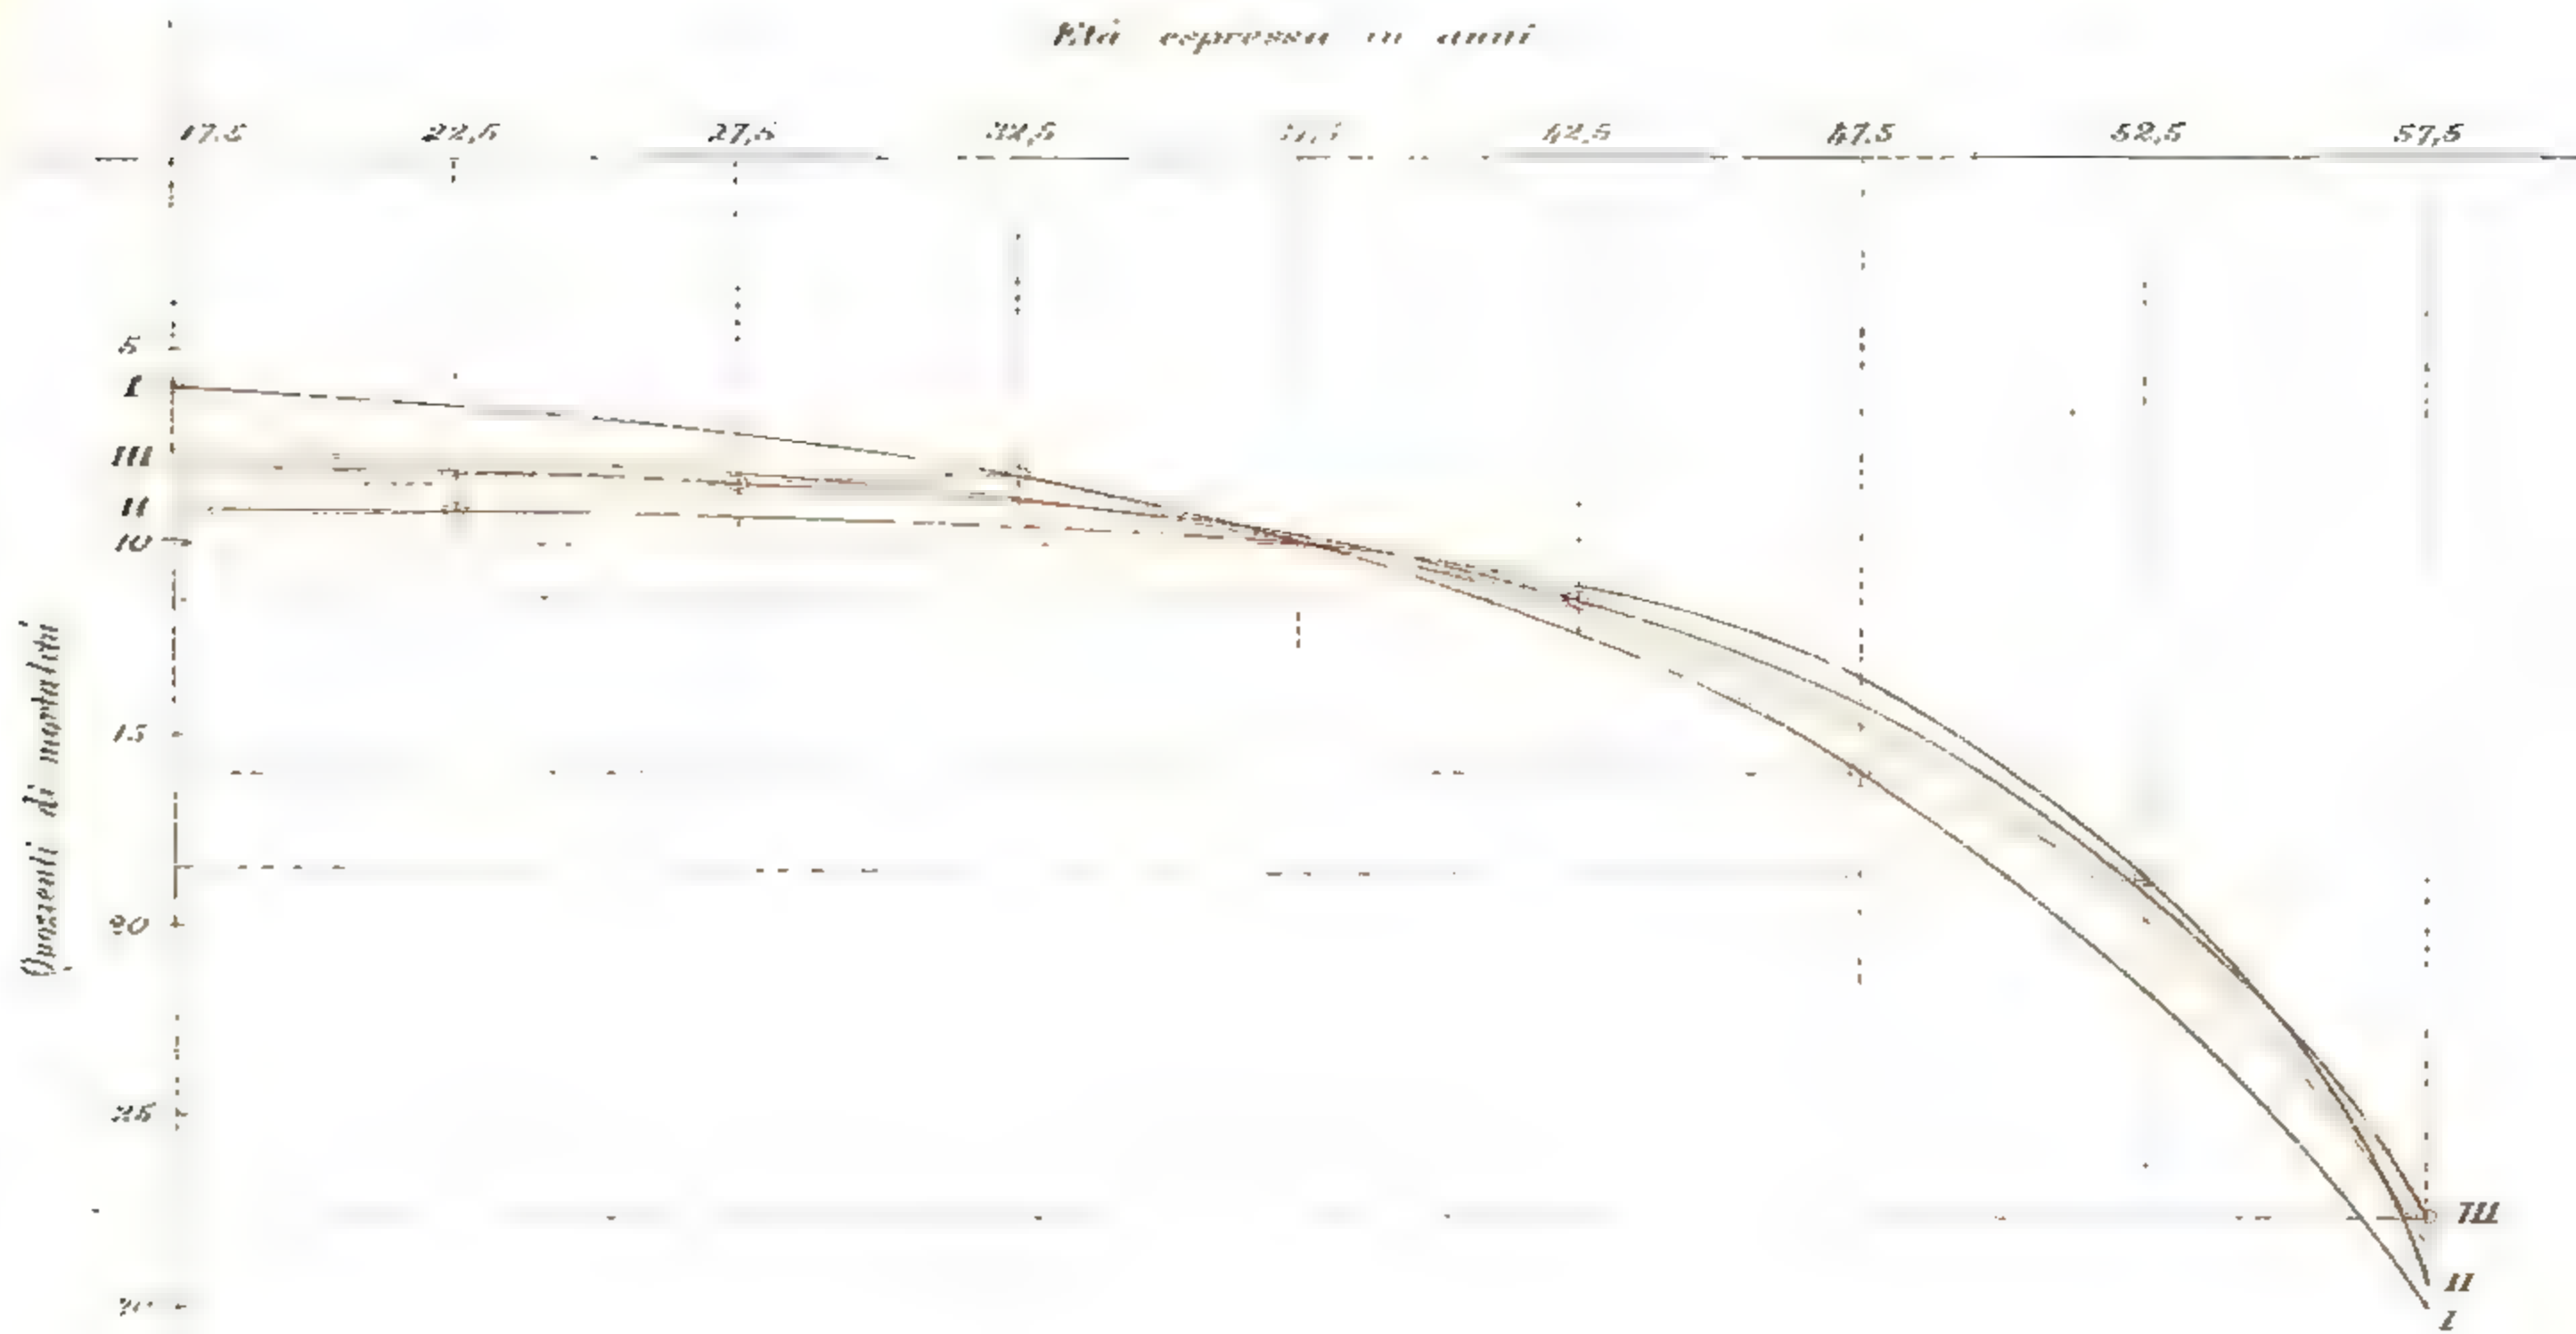 Età espressa in anni
17.5 22,5 27,5 32,5 42,5 47.5 52,5 57,5
5
I
III
II
10
Quozienti di mortalità
15
20
25
III
II
30
I